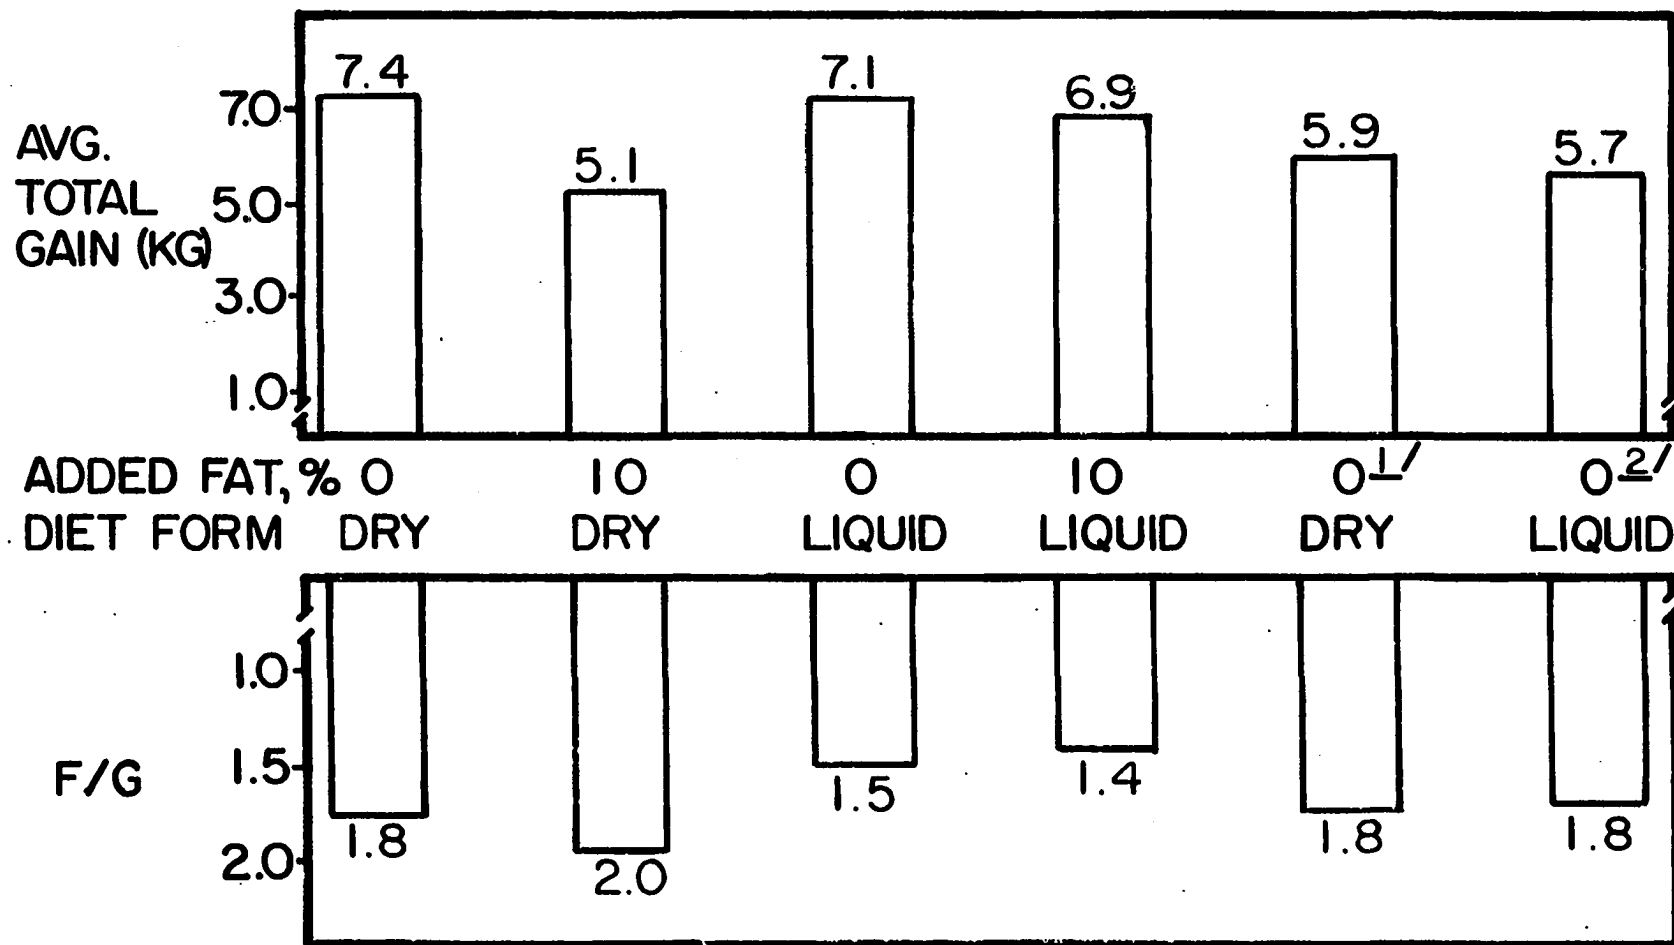 7.4 7.1
7.0 6.9
AVG. 5.9
5.1 5.7
TOTAL 5.0
GAIN (KG)
3.0
1.0
ADDED FAT, % 0 10 0 10 0 1/ 0 2/
DIET FORM DRY DRY LIQUID LIQUID DRY LIQUID
1.0
F/G 1.5
1.5 1.4
1.8 1.8 1.8
2.0 2.0